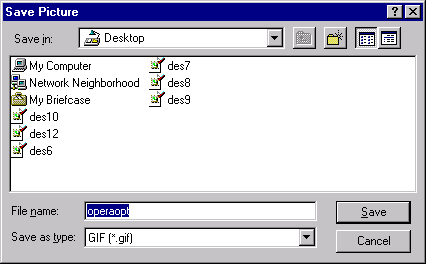 Save Picture
Save in: Desktop
My Computer
Network Neighborhood
My Briefcase
des10
des12
des6
des7
des8
des9
File name: operaopt Save
Save as type: GIF (*.gif) Cancel